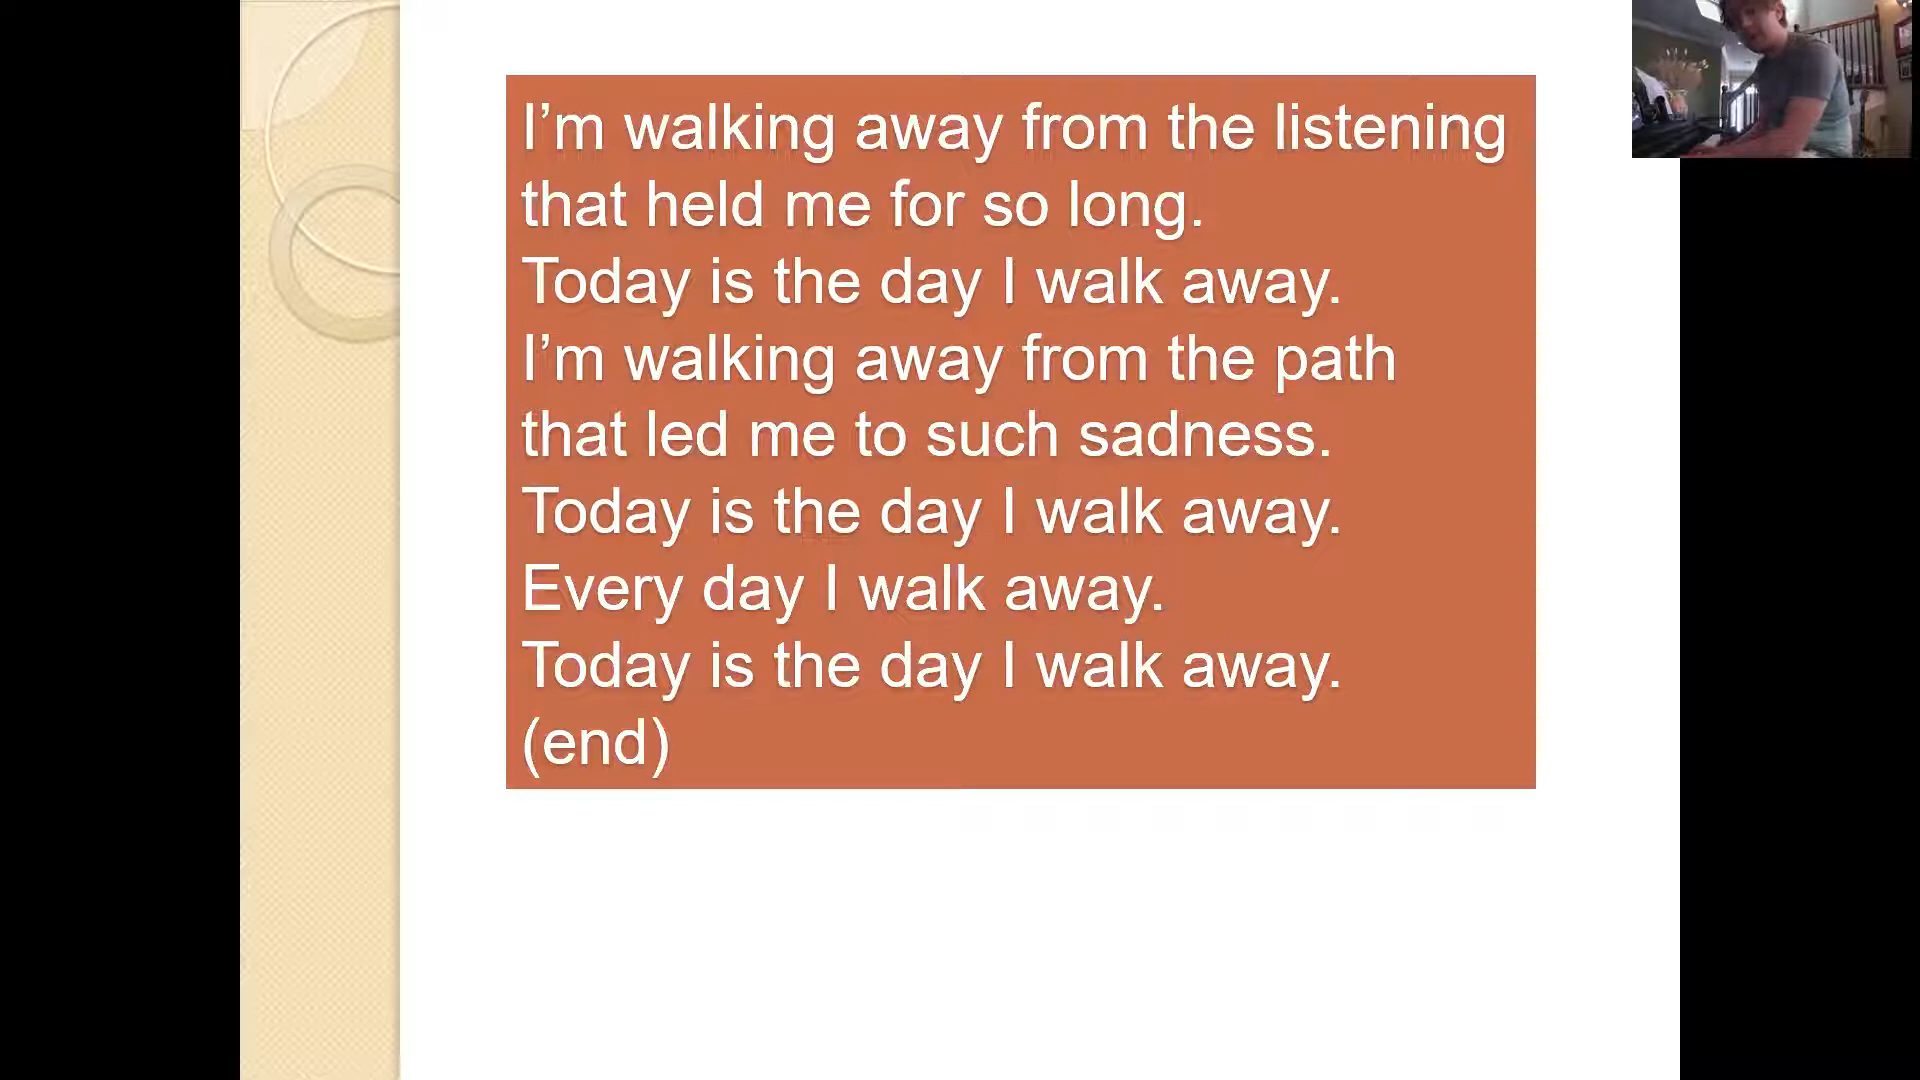 I’m walking away from the listening
that held me for so long.
Today is the day I walk away.
I’m walking away from the path
that led me to such sadness.
Today is the day I walk away.
Every day I walk away.
Today is the day I walk away.
(end)